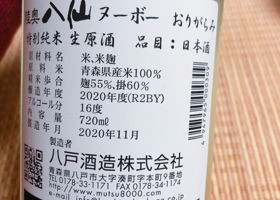 陸奥八仙 ヌーボー おりがらみ
特別純米 生原酒 品目：日本酒
原材料名 米、米麹
原料米 青森県産米100％
精米歩合 麹55％、掛60％
醸造年度 2020年度(R2BY)
アルコール分 16度
内容量 720ml
製造年月 2020年11月
製造者
八戸酒造株式会社
青森県八戸市大字湊町字本町9番地
TEL 0178-33-1171 FAX 0178-34-1174
http://www.mutsu8000.com